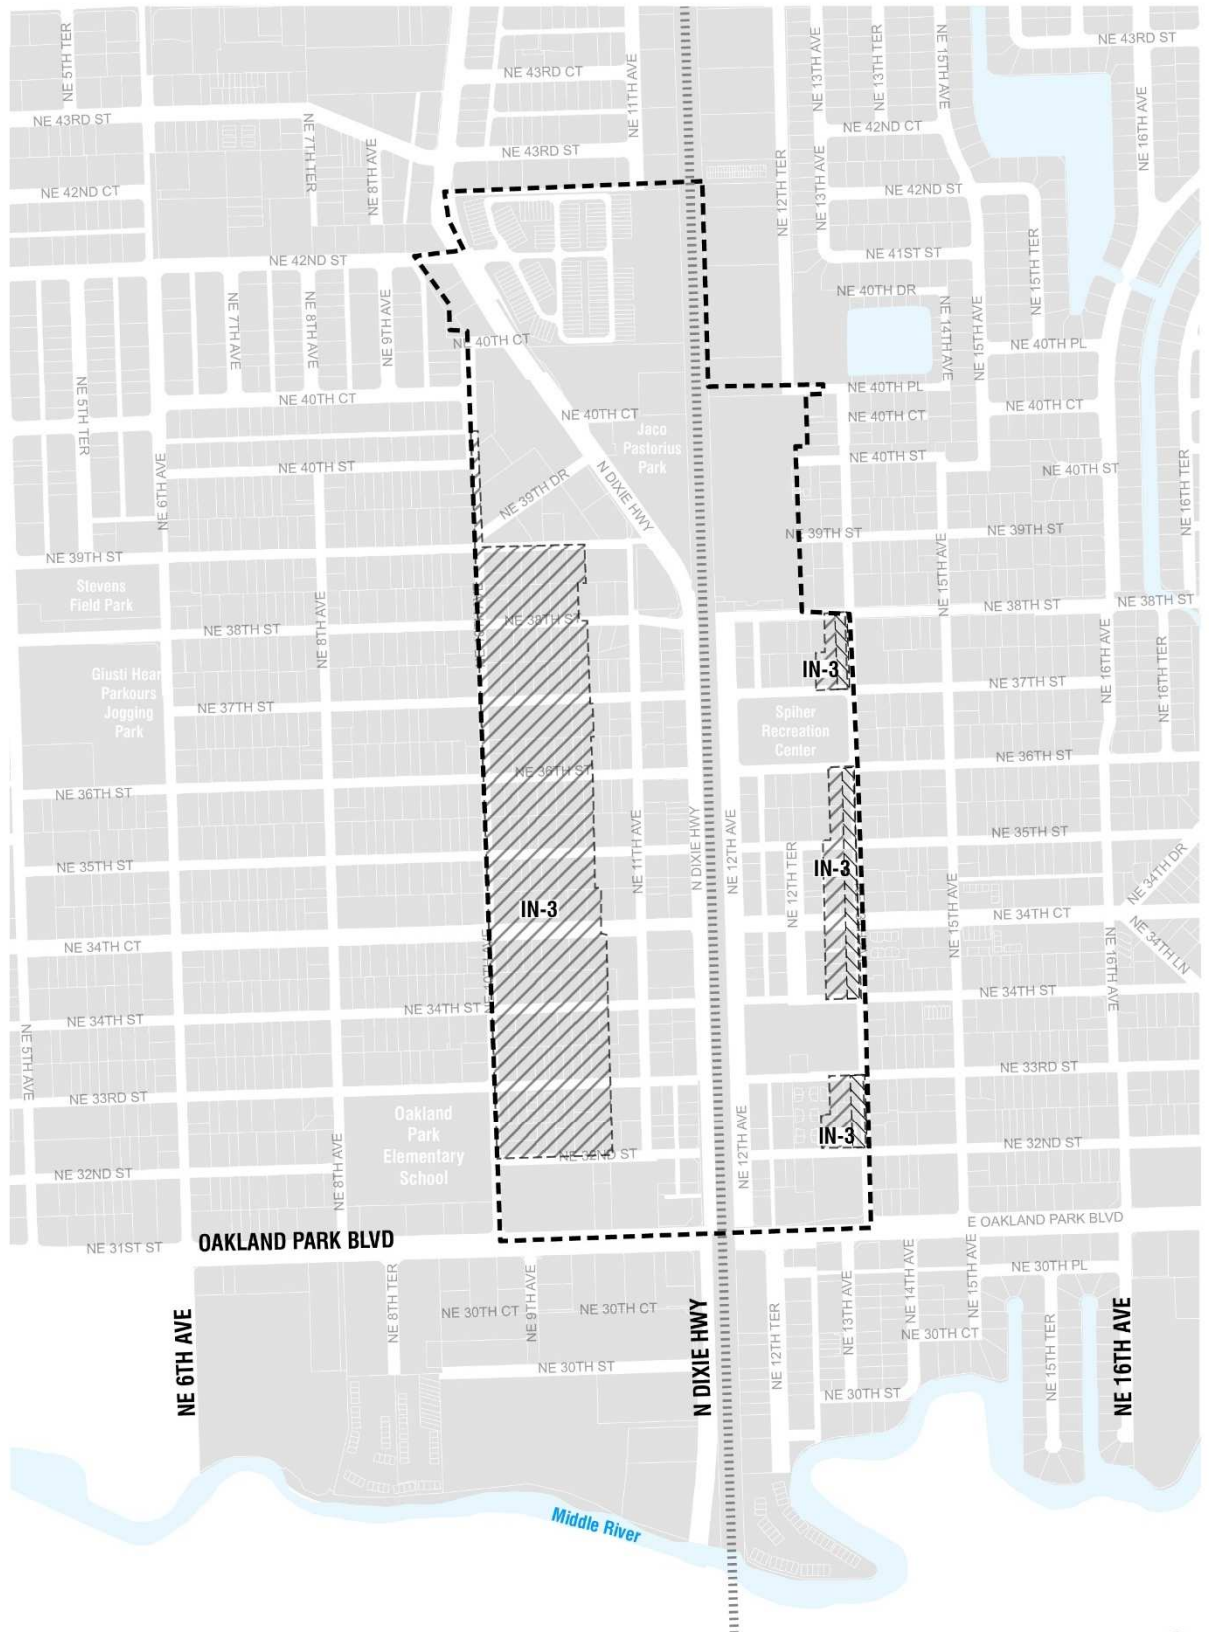 NE 5TH TER
NE 43RD CT
NE 11TH AVE
NE 13TH AVE
NE 13TH TER
NE 15TH AVE
NE 43RD ST
NE 43RD ST
NE 7TH TER
NE 8TH AVE
NE 43RD ST
NE 42ND CT
NE 16TH AVE
NE 42ND CT
NE 12TH TER
NE 13TH AVE
NE 42ND ST
NE 42ND ST
NE 41ST ST
NE 15TH TER
NE 40TH DR
NE 7TH AVE
NE 8TH AVE
NE 9TH AVE
NE 40TH CT
NE 14TH AVE
NE 15TH AVE
NE 40TH PL
NE 5TH TER
NE 40TH CT
NE 40TH PL
NE 40TH CT
NE 40TH CT
NE 40TH CT
Jaco
Pastorius
Park
NE 6TH AVE
NE 40TH ST
NE 40TH ST
NE 40TH ST
NE 16TH TER
NE 39TH DR
N DIXIE HWY
NE 39TH ST
NE 39TH ST
NE 39TH ST
NE 15TH AVE
Stevens
Field Park
NE 8TH AVE
NE 38TH ST
NE 38TH ST
NE 38TH ST
NE 38TH ST
Giusti Hear
Parkours
Jogging
Park
IN-3
NE 37TH ST
NE 37TH ST
NE 16TH AVE
NE 16TH TER
Spiher
Recreation
Center
NE 36TH ST
NE 36TH ST
NE 36TH ST
NE 11TH AVE
N DIXIE HWY
NE 12TH AVE
NE 35TH ST
NE 35TH ST
NE 12TH TER
IN-3
NE 15TH AVE
NE 34TH DR
IN-3
NE 34TH CT
NE 34TH CT
NE 34TH LN
NE 10TH AVE
NE 16TH AVE
NE 34TH ST
NE 34TH ST
NE 34TH ST
NE 5TH AVE
NE 33RD ST
NE 33RD ST
Oakland
Park
Elementary
School
NE 12TH AVE
IN-3
NE 8TH AVE
NE 32ND ST
NE 32ND ST
NE 32ND ST
NE 31ST ST
OAKLAND PARK BLVD
E OAKLAND PARK BLVD
NE 8TH TER
NE 9TH AVE
NE 30TH CT
NE 30TH CT
NE 13TH AVE
NE 14TH AVE
NE 15TH AVE
NE 30TH PL
NE 30TH CT
NE 6TH AVE
N DIXIE HWY
NE 12TH TER
NE 15TH TER
NE 16TH AVE
NE 30TH ST
NE 30TH ST
Middle River